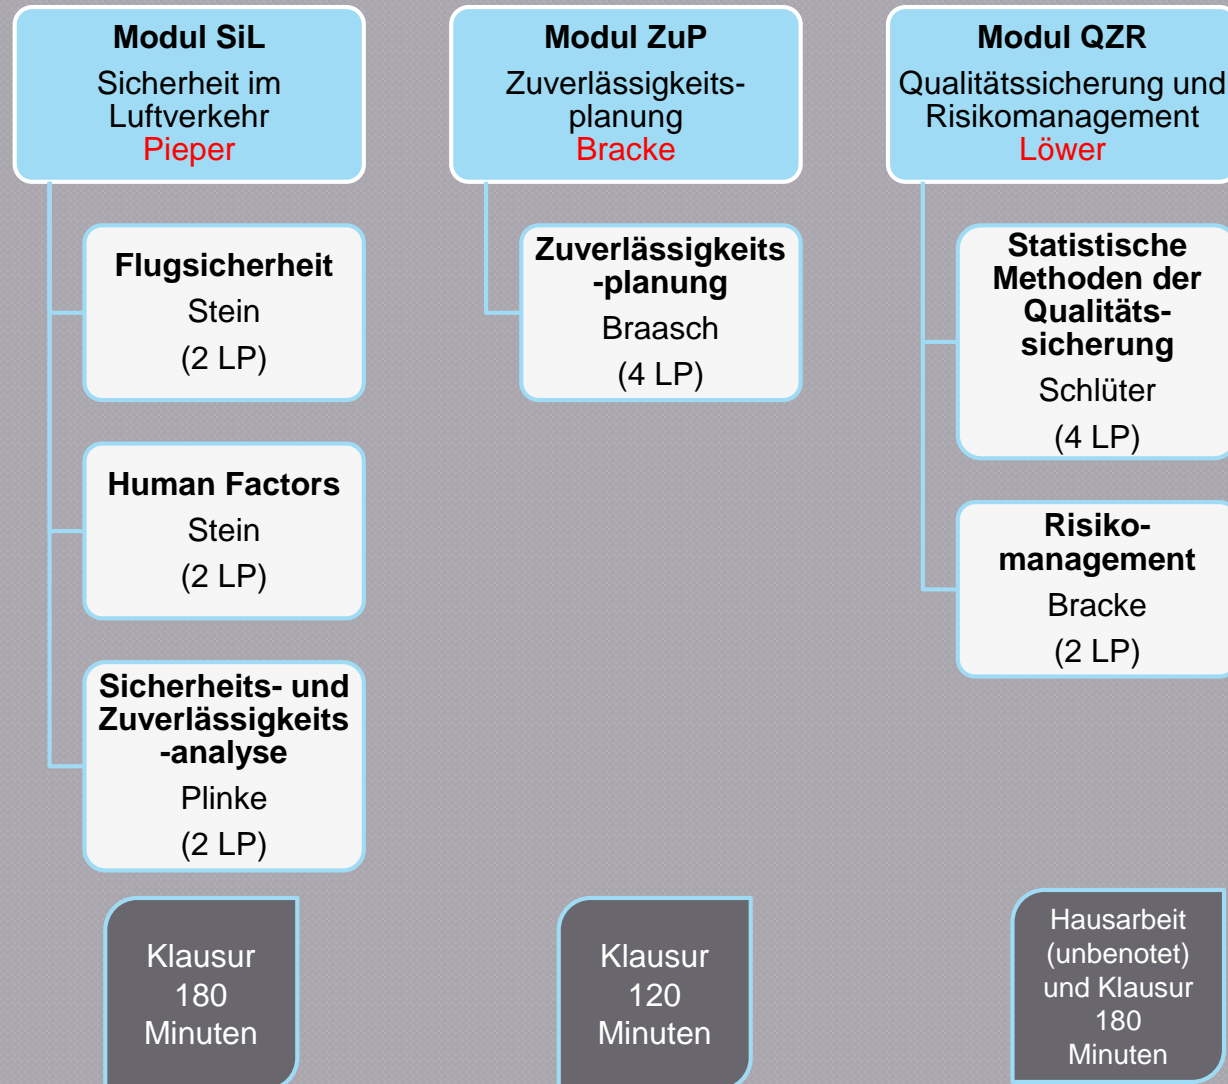 Modul SiL
Sicherheit im
Luftverkehr
Pieper
Flugsicherheit
Stein
(2 LP)
Human Factors
Stein
(2 LP)
Sicherheits- und
Zuverlässigkeits
-analyse
Plinke
(2 LP)
Klausur
180
Minuten
Modul ZuP
Zuverlässigkeits-
planung
Bracke
Zuverlässigkeits
-planung
Braasch
(4 LP)
Klausur
120
Minuten
Modul QZR
Qualitätssicherung und
Risikomanagement
Löwer
Statistische
Methoden der
Qualitäts-
sicherung
Schlüter
(4 LP)
Risiko-
management
Bracke
(2 LP)
Hausarbeit
(unbenotet)
und Klausur
180
Minuten